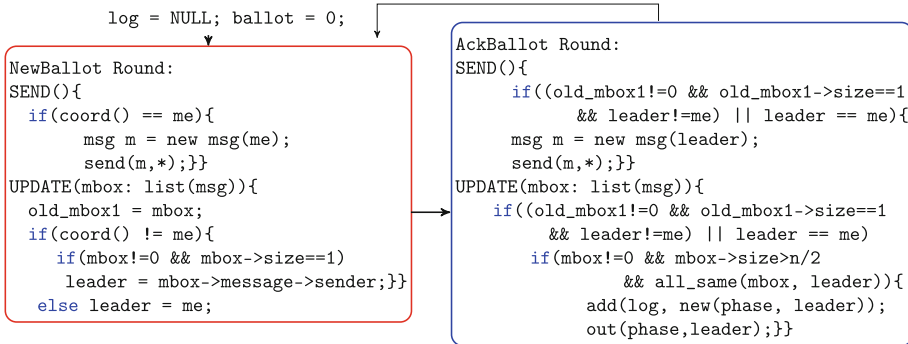 log = NULL; ballot = 0;
NewBallot Round:
SEND(){
if(coord() == me){
msg m = new msg(me);
send(m,*);}}
UPDATE(mbox: list(msg)){
old_mbox1 = mbox;
if(coord() != me){
if(mbox!=0 && mbox->size==1)
leader = mbox->message->sender;}}
else leader = me;
AckBallot Round:
SEND(){
if((old_mbox1!=0 && old_mbox1->size==1
&& leader!=me) || leader == me){
msg m = new msg(leader);
send(m,*);}}
UPDATE(mbox: list(msg)){
if((old_mbox1!=0 && old_mbox1->size==1
&& leader!=me) || leader == me)
if(mbox!=0 && mbox->size>n/2
&& all_same(mbox, leader)){
add(log, new(phase, leader));
out(phase,leader);}}